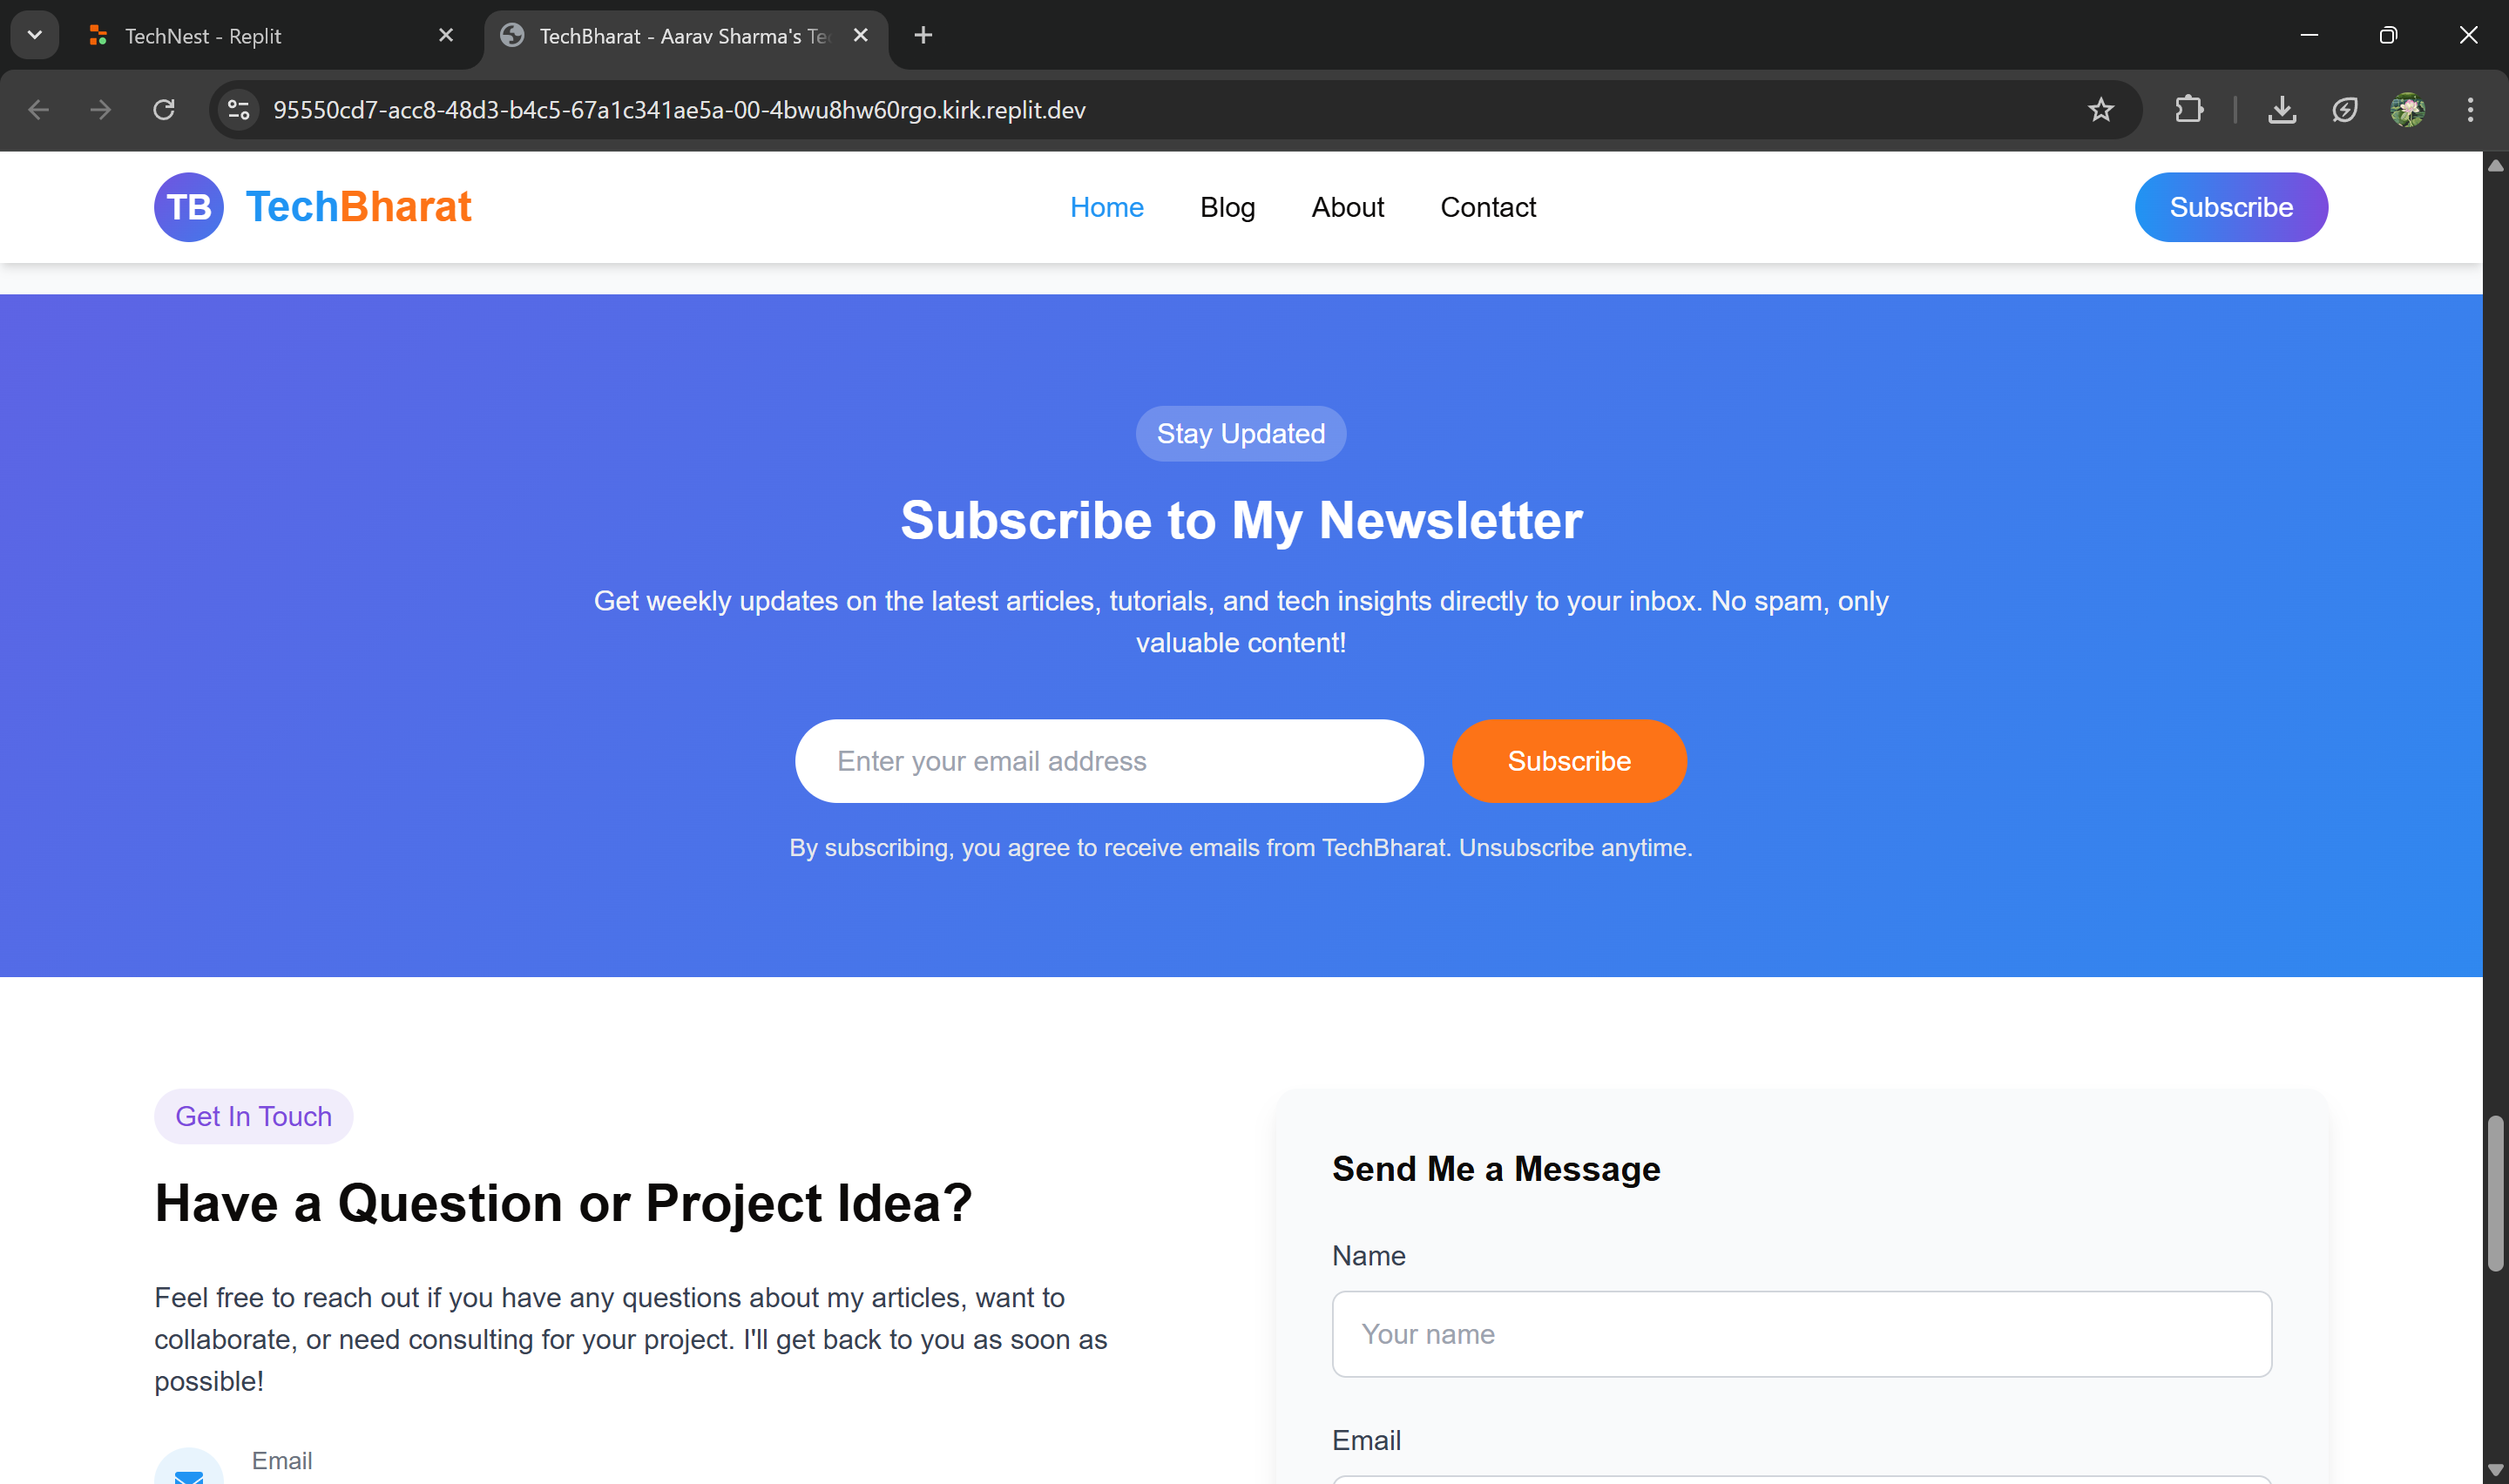 TechNest - Replit
TechBharat - Aarav Sharma's Te
95550cd7-acc8-48d3-b4c5-67a1c341ae5a-00-4bwu8hw60rgo.kirk.replit.dev
TB TechBharat
Home Blog About Contact
Subscribe
Stay Updated
Subscribe to My Newsletter
Get weekly updates on the latest articles, tutorials, and tech insights directly to your inbox. No spam, only
valuable content!
Enter your email address
Subscribe
By subscribing, you agree to receive emails from TechBharat. Unsubscribe anytime.
Get In Touch
Have a Question or Project Idea?
Feel free to reach out if you have any questions about my articles, want to
collaborate, or need consulting for your project. I'll get back to you as soon as
possible!
Email
Send Me a Message
Name
Your name
Email